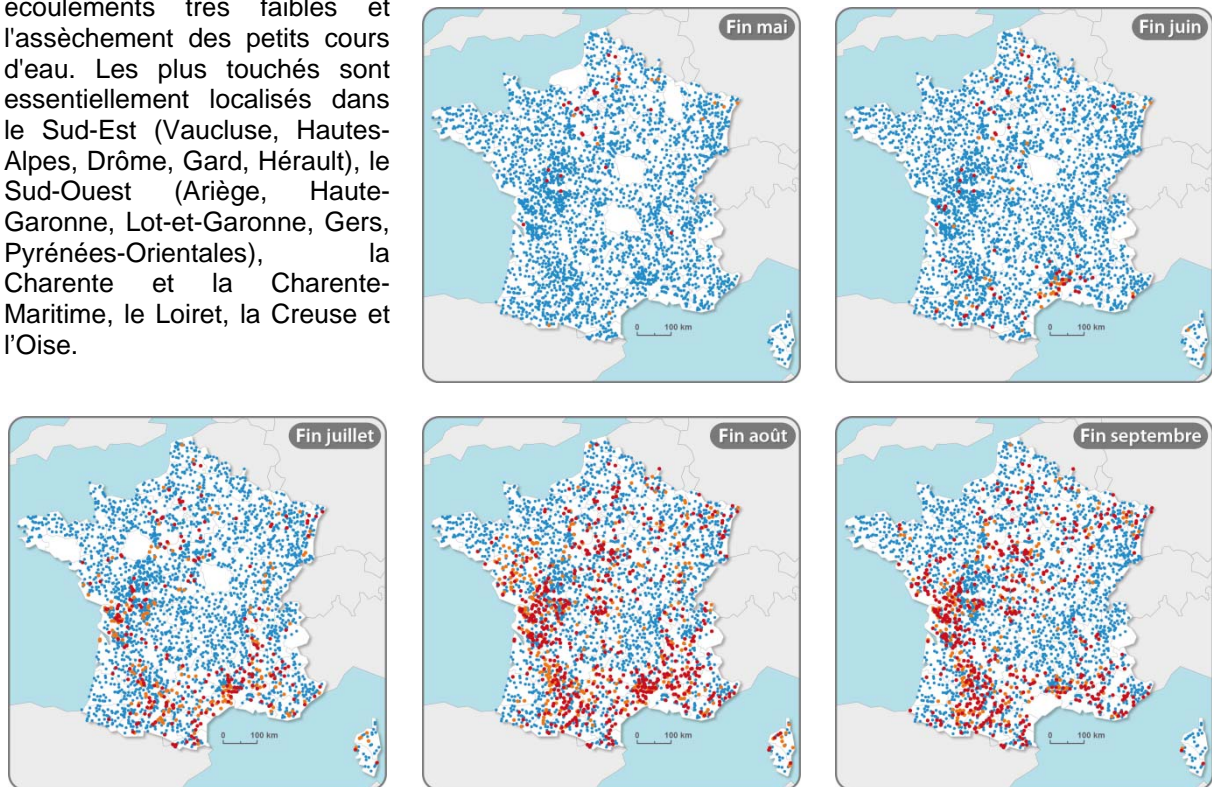 écoulements très faibles et
l'assèchement des petits cours
d'eau. Les plus touchés sont
essentiellement localisés dans
le Sud-Est (Vaucluse, Hautes-
Alpes, Drôme, Gard, Hérault), le
Sud-Ouest (Ariège, Haute-
Garonne, Lot-et-Garonne, Gers,
Pyrénées-Orientales), la
Charente et la Charente-
Maritime, le Loiret, la Creuse et
l'Oise.
Fin mai
0 100 km
Fin juin
0 100 km
Fin juillet
0 100 km
Fin août
0 100 km
Fin septembre
0 100 km